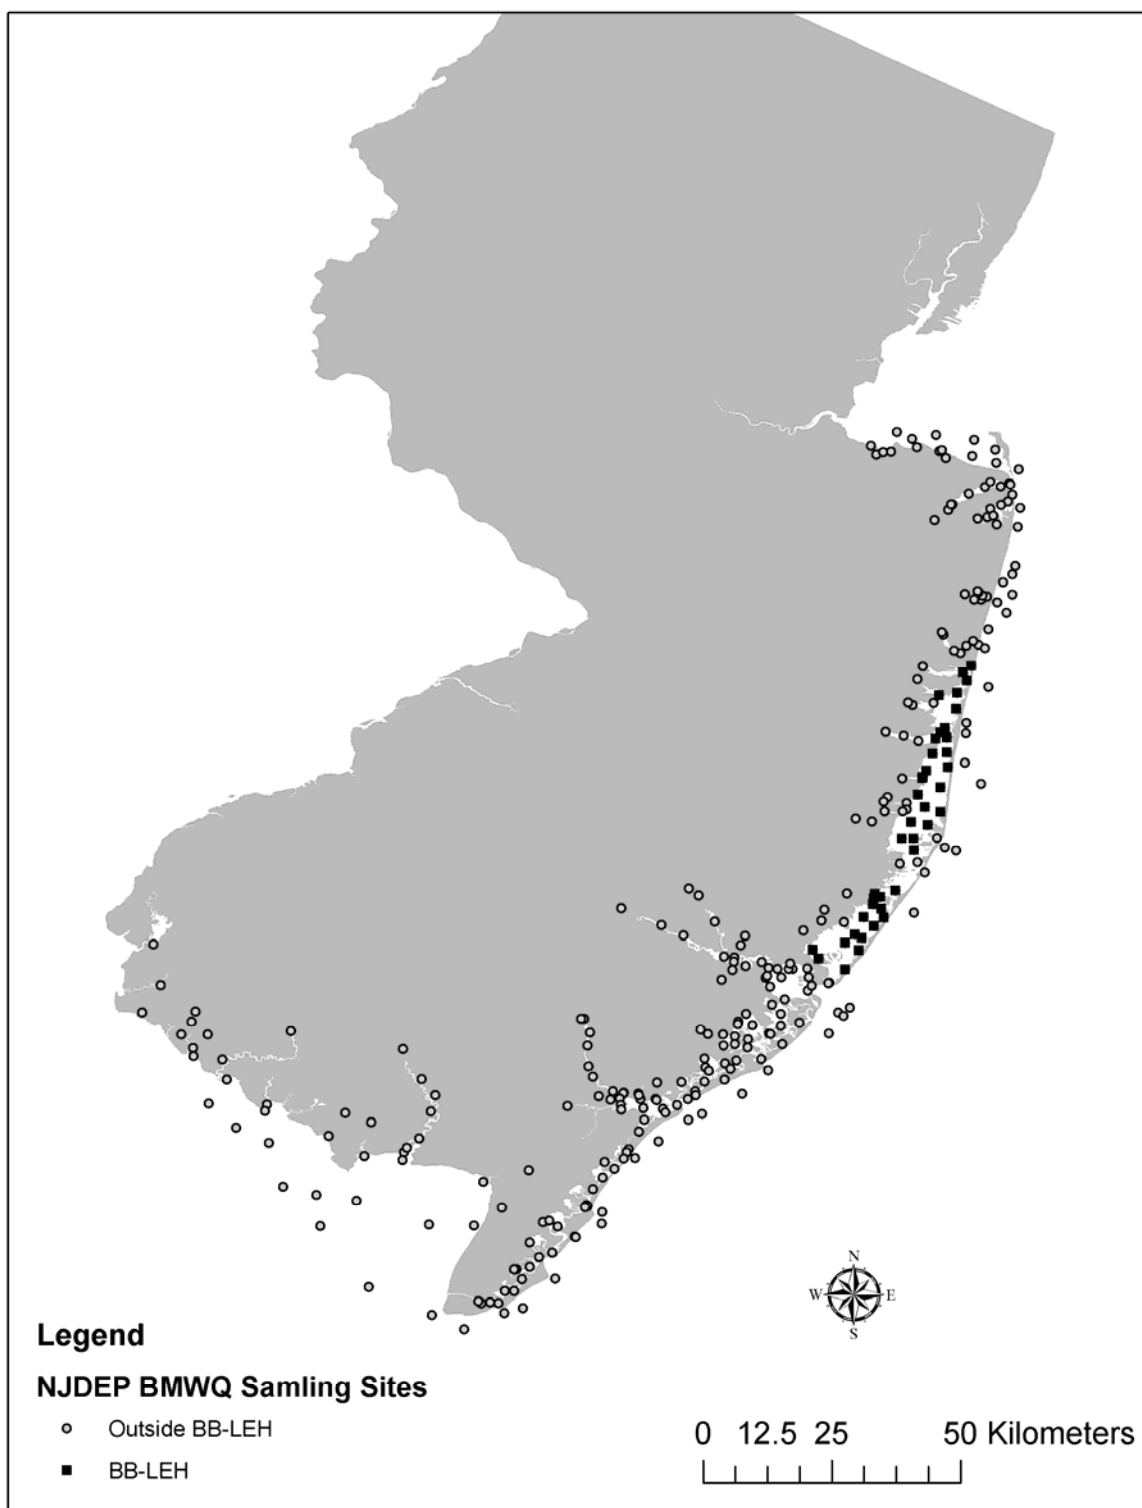 N
W E
S
Legend
NJDEP BMWQ Samling Sites
Outside BB-LEH
BB-LEH
0 12.5 25 50 Kilometers